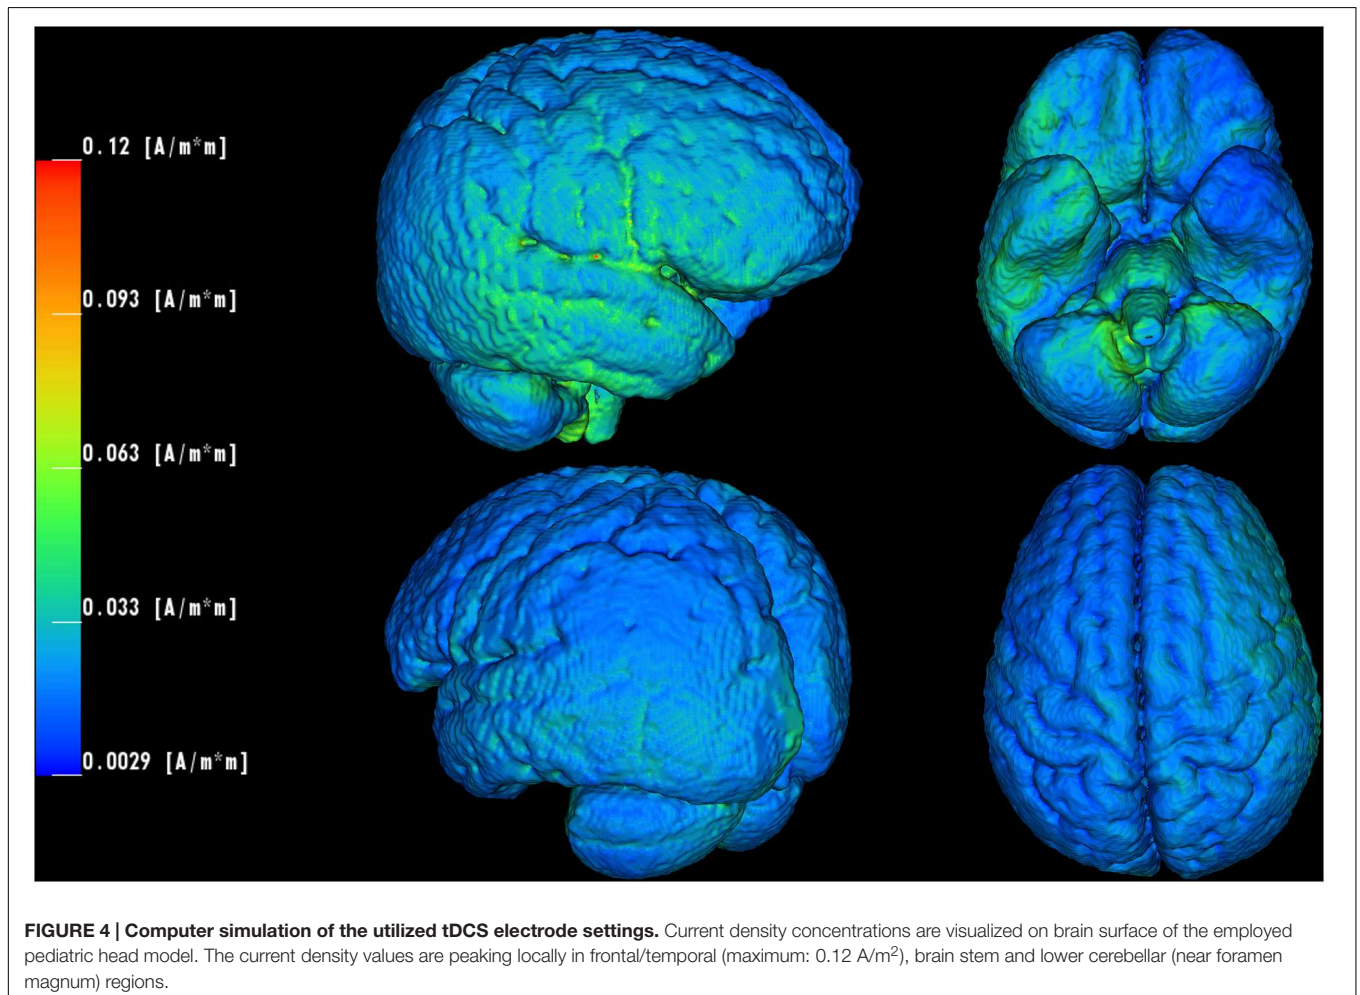 0.12 [A/m*m]
0.093 [A/m*m]
0.063 [A/m*m]
0.033 [A/m*m]
0.0029 [A/m*m]
FIGURE 4 | Computer simulation of the utilized tDCS electrode settings. Current density concentrations are visualized on brain surface of the employed
pediatric head model. The current density values are peaking locally in frontal/temporal (maximum: 0.12 A/m²), brain stem and lower cerebellar (near foramen
magnum) regions.